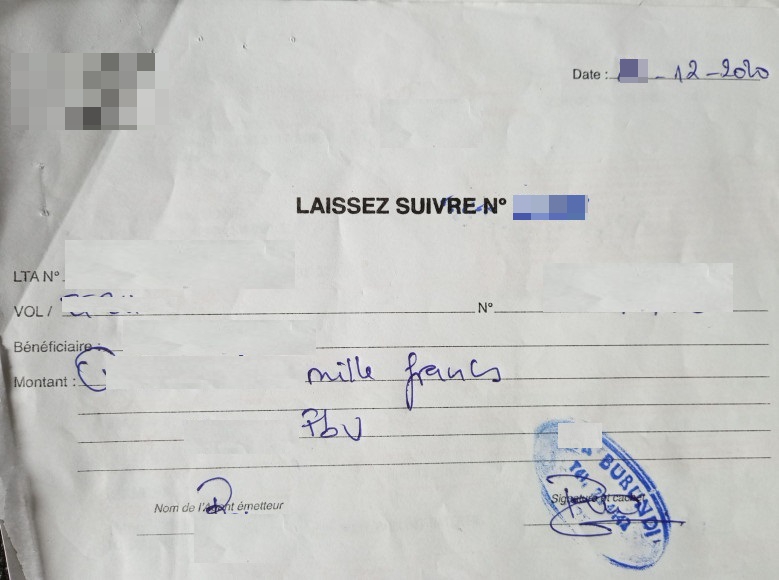 Date : -12-2020
LAISSEZ SUIVRE N°
LTA N°
VOL / N°
Bénéficiaire :
Montant : mille francs
Fbu
BURUNDI
Nom de l'Agent émetteur
Signature et cachet